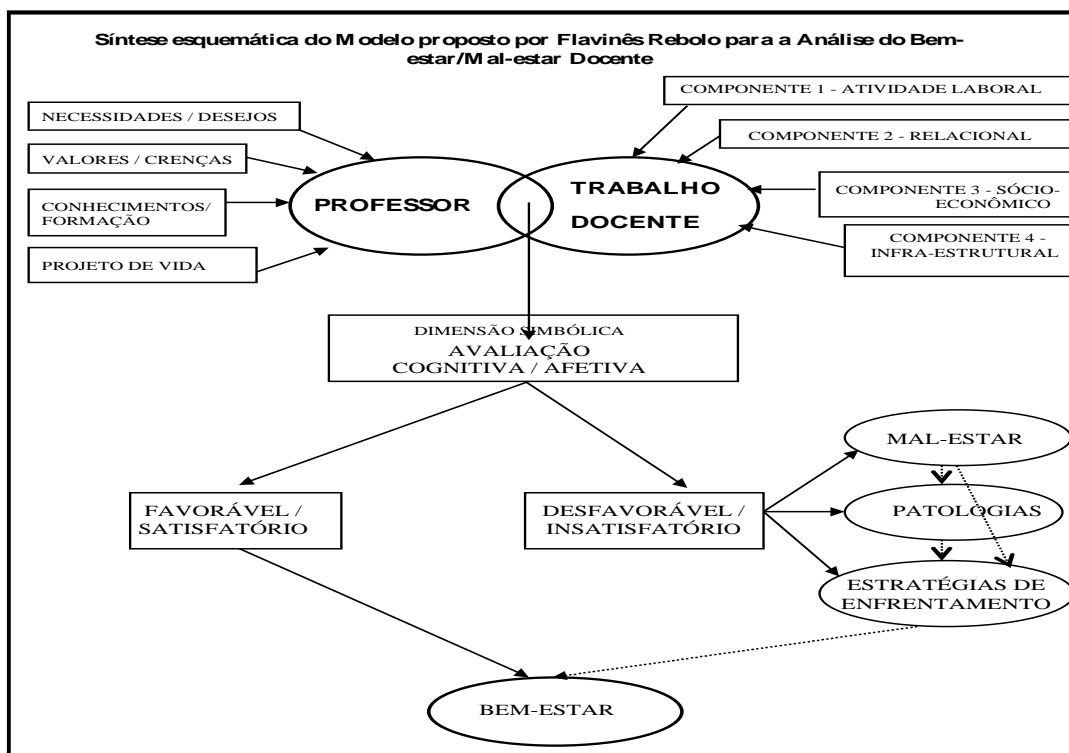 Síntese esquemática do Modelo proposto por Flavinês Rebolo para a Análise do Bem-
estar/Mal-estar Docente
NECESSIDADES / DESEJOS
VALORES / CRENÇAS
CONHECIMENTOS/
FORMAÇÃO
PROJETO DE VIDA
PROFESSOR
TRABALHO
DOCENTE
COMPONENTE 1 - ATIVIDADE LABORAL
COMPONENTE 2 - RELACIONAL
COMPONENTE 3 - SÓCIO-
ECONÔMICO
COMPONENTE 4 -
INFRA-ESTRUTURAL
DIMENSÃO SIMBÓLICA
AVALIAÇÃO
COGNITIVA / AFETIVA
FAVORÁVEL /
SATISFATÓRIO
DESFAVORÁVEL /
INSATISFATÓRIO
MAL-ESTAR
PATOLOGIAS
ESTRATÉGIAS DE
ENFRENTAMENTO
BEM-ESTAR